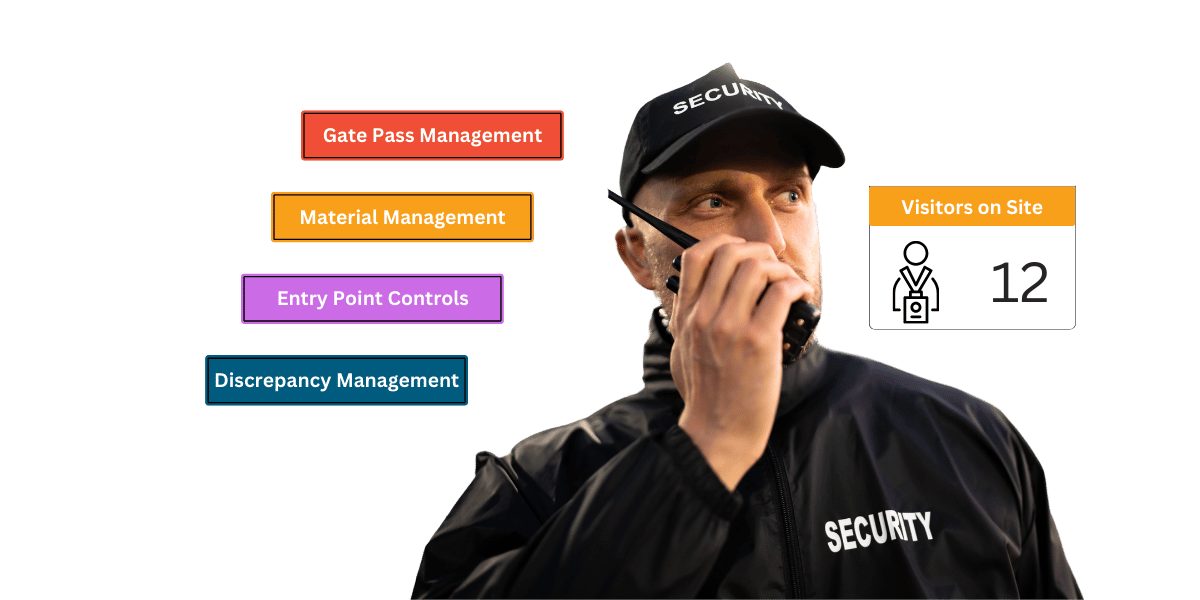 SECURITY
Gate Pass Management
Material Management
Visitors on Site
12
Entry Point Controls
Discrepancy Management
SECURITY